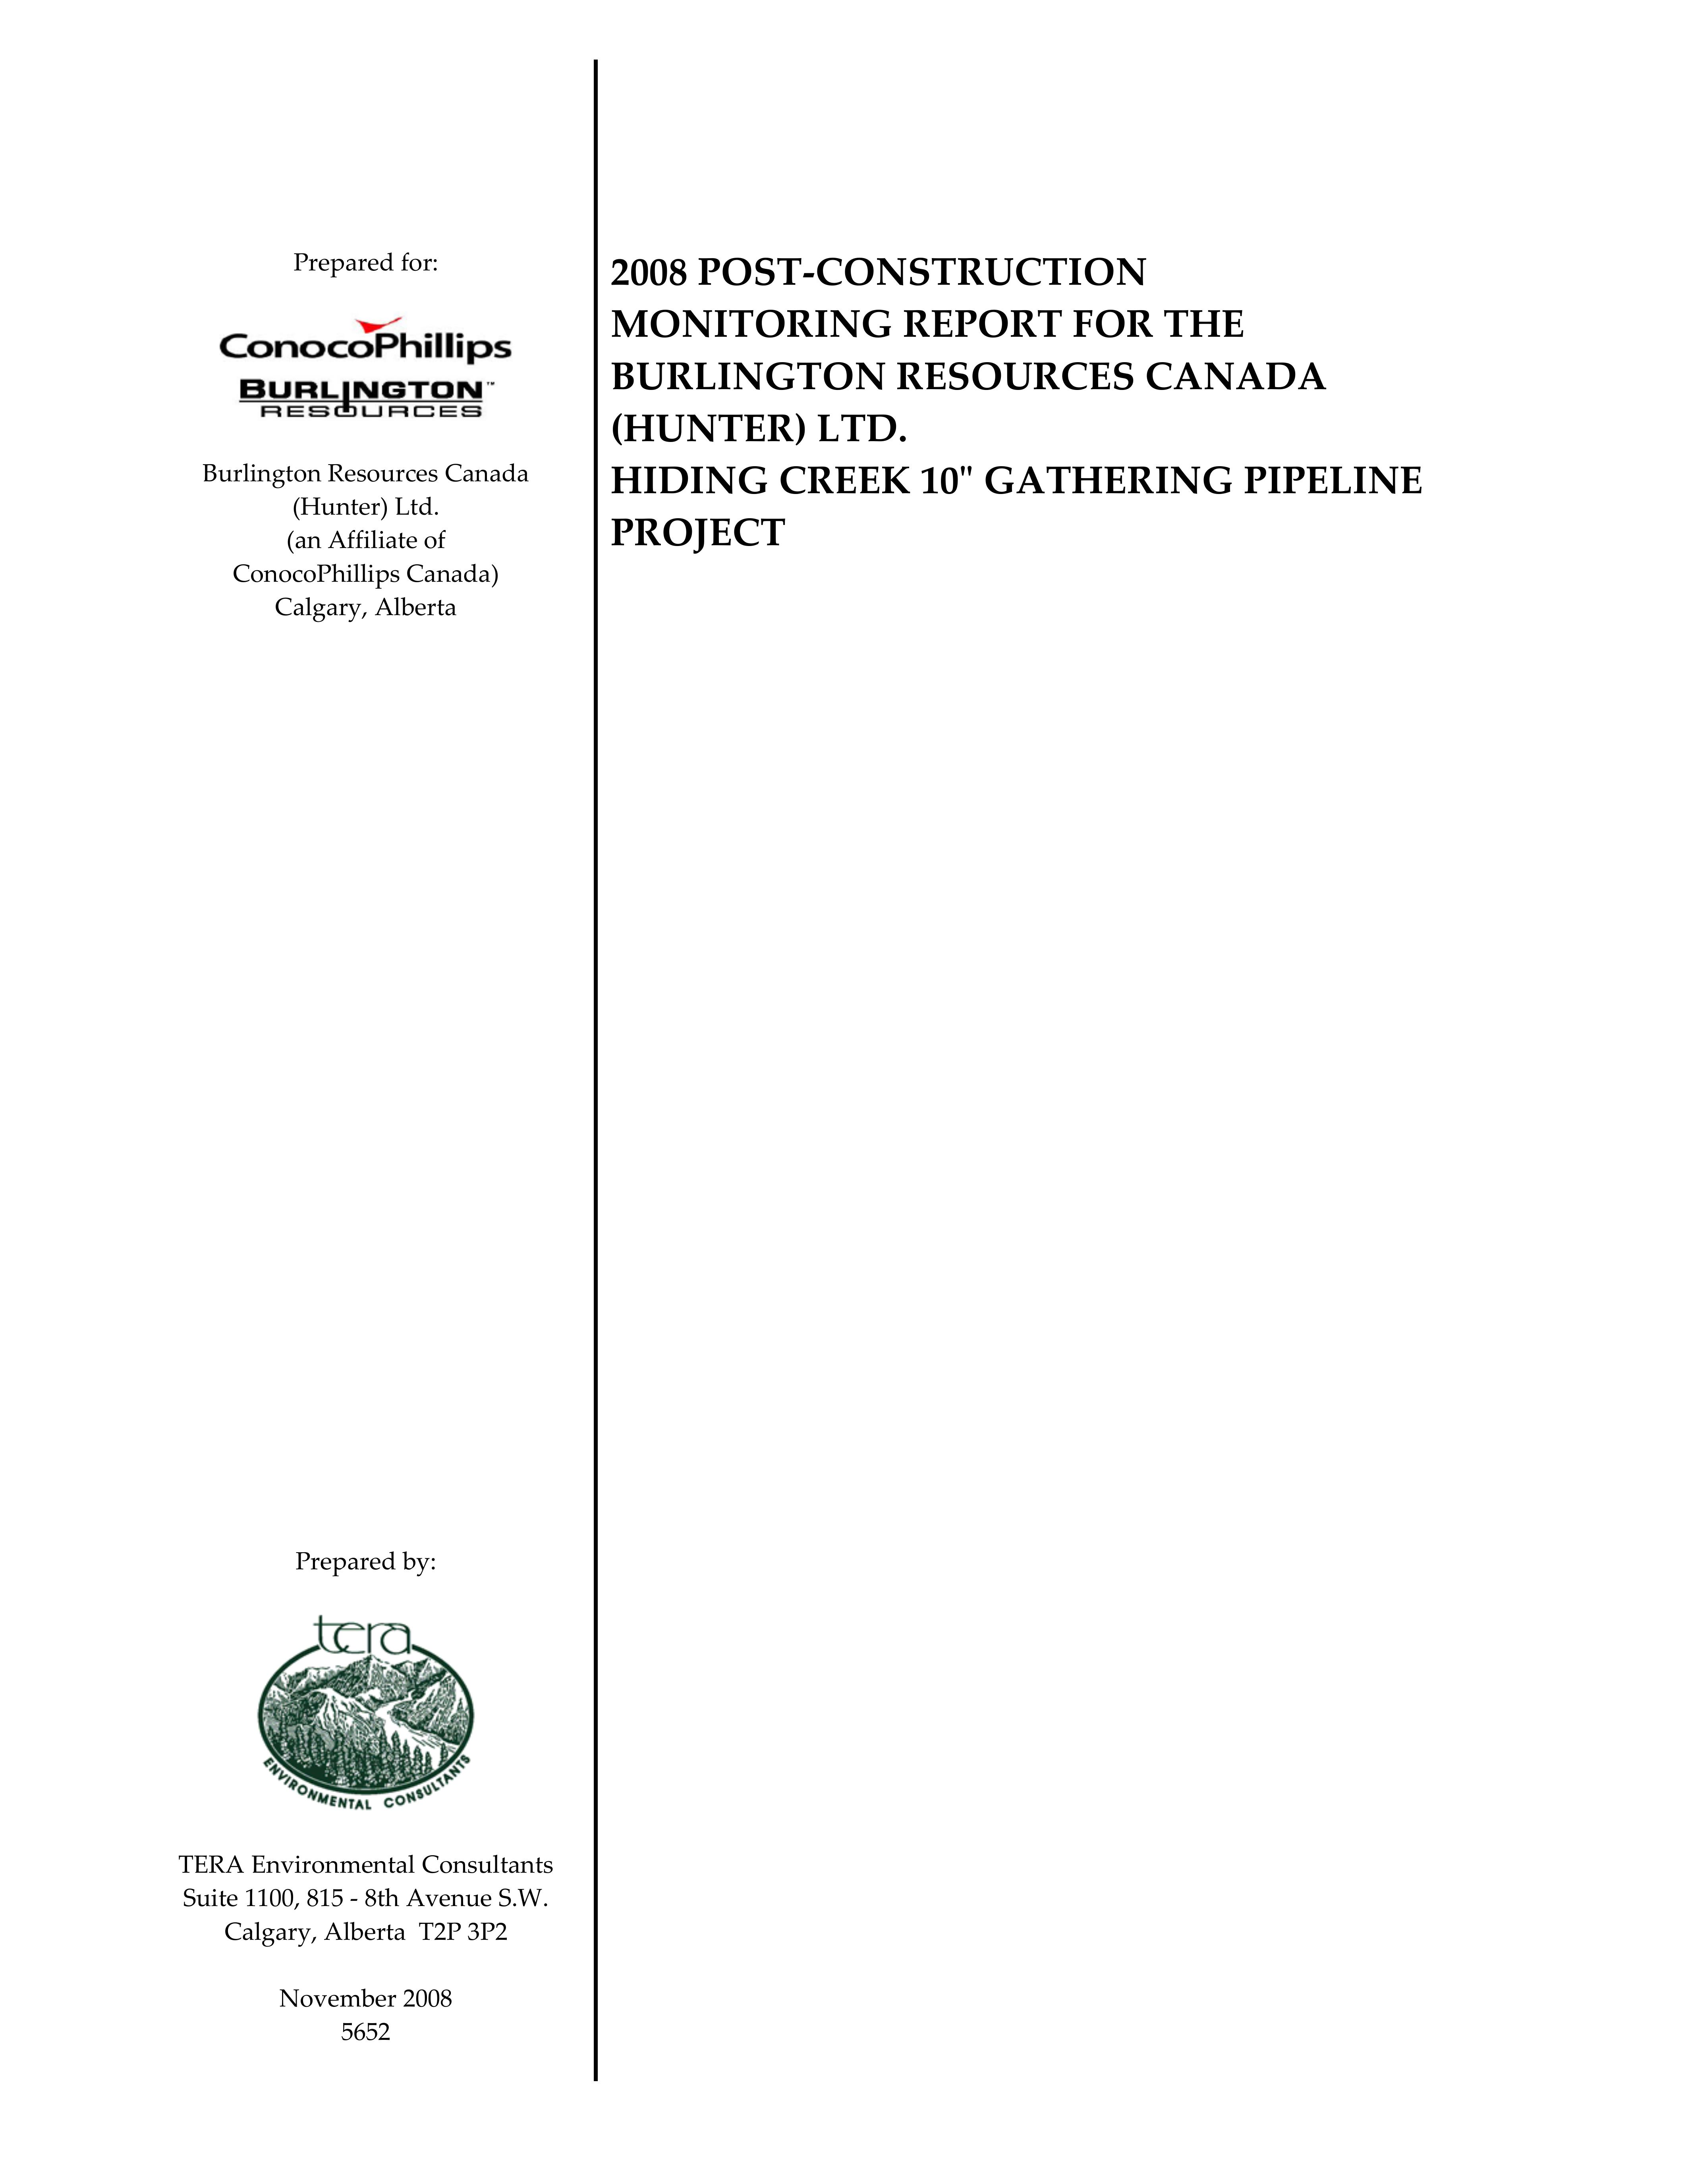 Prepared for:
ConocoPhillips
BURLINGTON™
RESOURCES
Burlington Resources Canada
(Hunter) Ltd.
(an Affiliate of
ConocoPhillips Canada)
Calgary, Alberta
2008 POST-CONSTRUCTION
MONITORING REPORT FOR THE
BURLINGTON RESOURCES CANADA
(HUNTER) LTD.
HIDING CREEK 10" GATHERING PIPELINE
PROJECT
Prepared by:
tera
ENVIRONMENTAL CONSULTANTS
TERA Environmental Consultants
Suite 1100, 815 - 8th Avenue S.W.
Calgary, Alberta  T2P 3P2
November 2008
5652